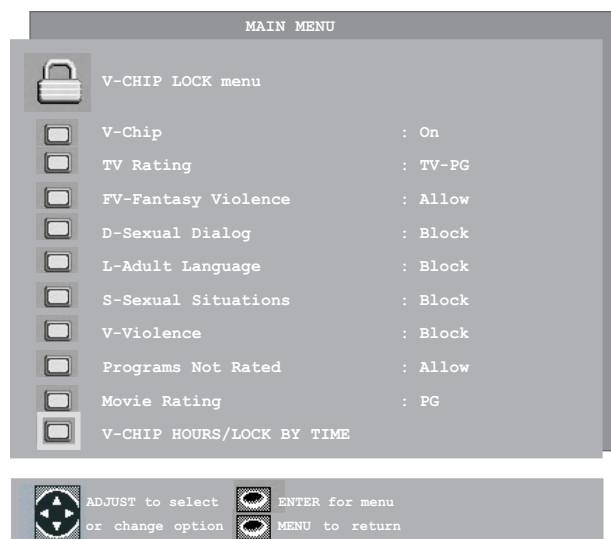 MAIN MENU
V-CHIP LOCK menu
V-Chip : On
TV Rating : TV-PG
FV-Fantasy Violence : Allow
D-Sexual Dialog : Block
L-Adult Language : Block
S-Sexual Situations : Block
V-Violence : Block
Programs Not Rated : Allow
Movie Rating : PG
V-CHIP HOURS/LOCK BY TIME
ADJUST to select ENTER for menu
or change option MENU to return